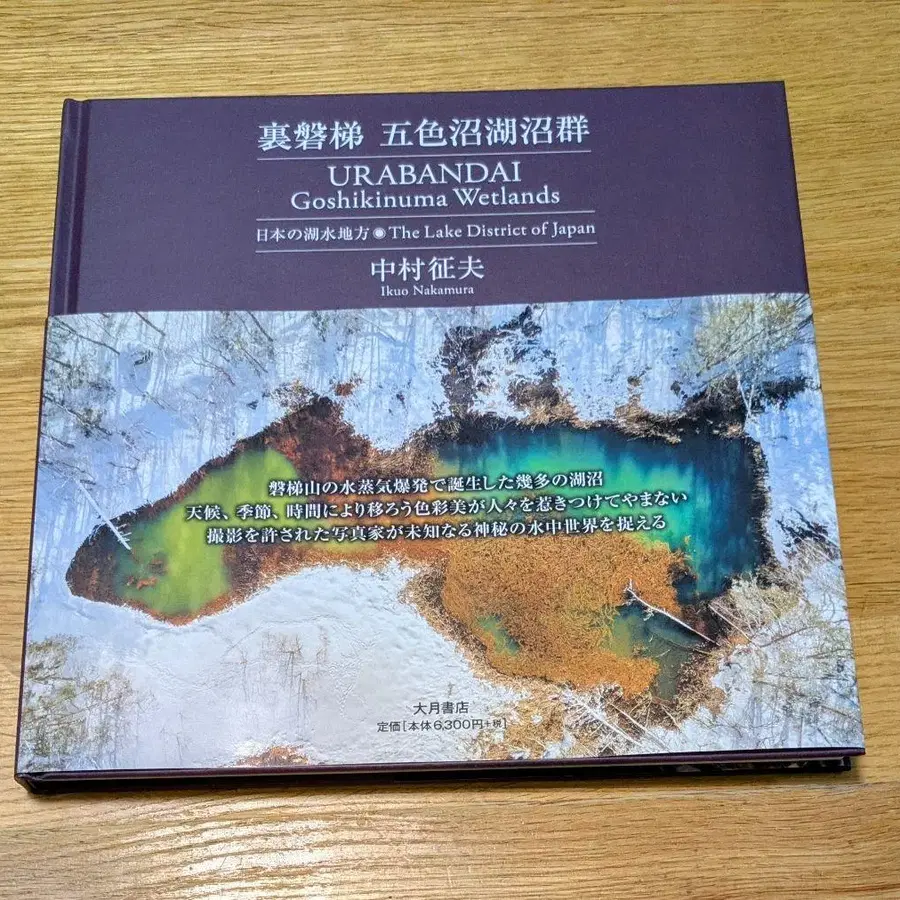 裏磐梯 五色沼湖沼群
URABANDAI
Goshikinuma Wetlands
日本の湖水地方◉The Lake District of Japan
中村征夫
Ikuo Nakamura
磐梯山の水蒸気爆発で誕生した幾多の湖沼
天候、季節、時間により移ろう色彩美が人々を惹きつけてやまない
撮影を許された写真家が未知なる神秘の水中世界を捉える
大月書店
定価[本体6,300円+税]